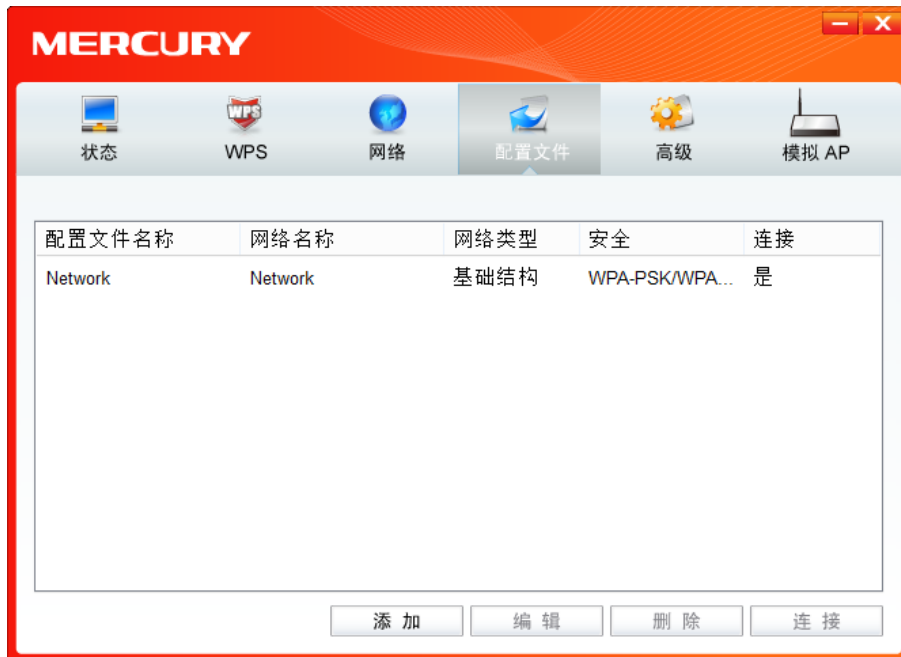 MERCURY
状态 WPS 网络 配置文件 高级 模拟 AP
配置文件名称 网络名称 网络类型 安全 连接
Network Network 基础结构 WPA-PSK/WPA... 是
添 加 编 辑 删 除 连 接